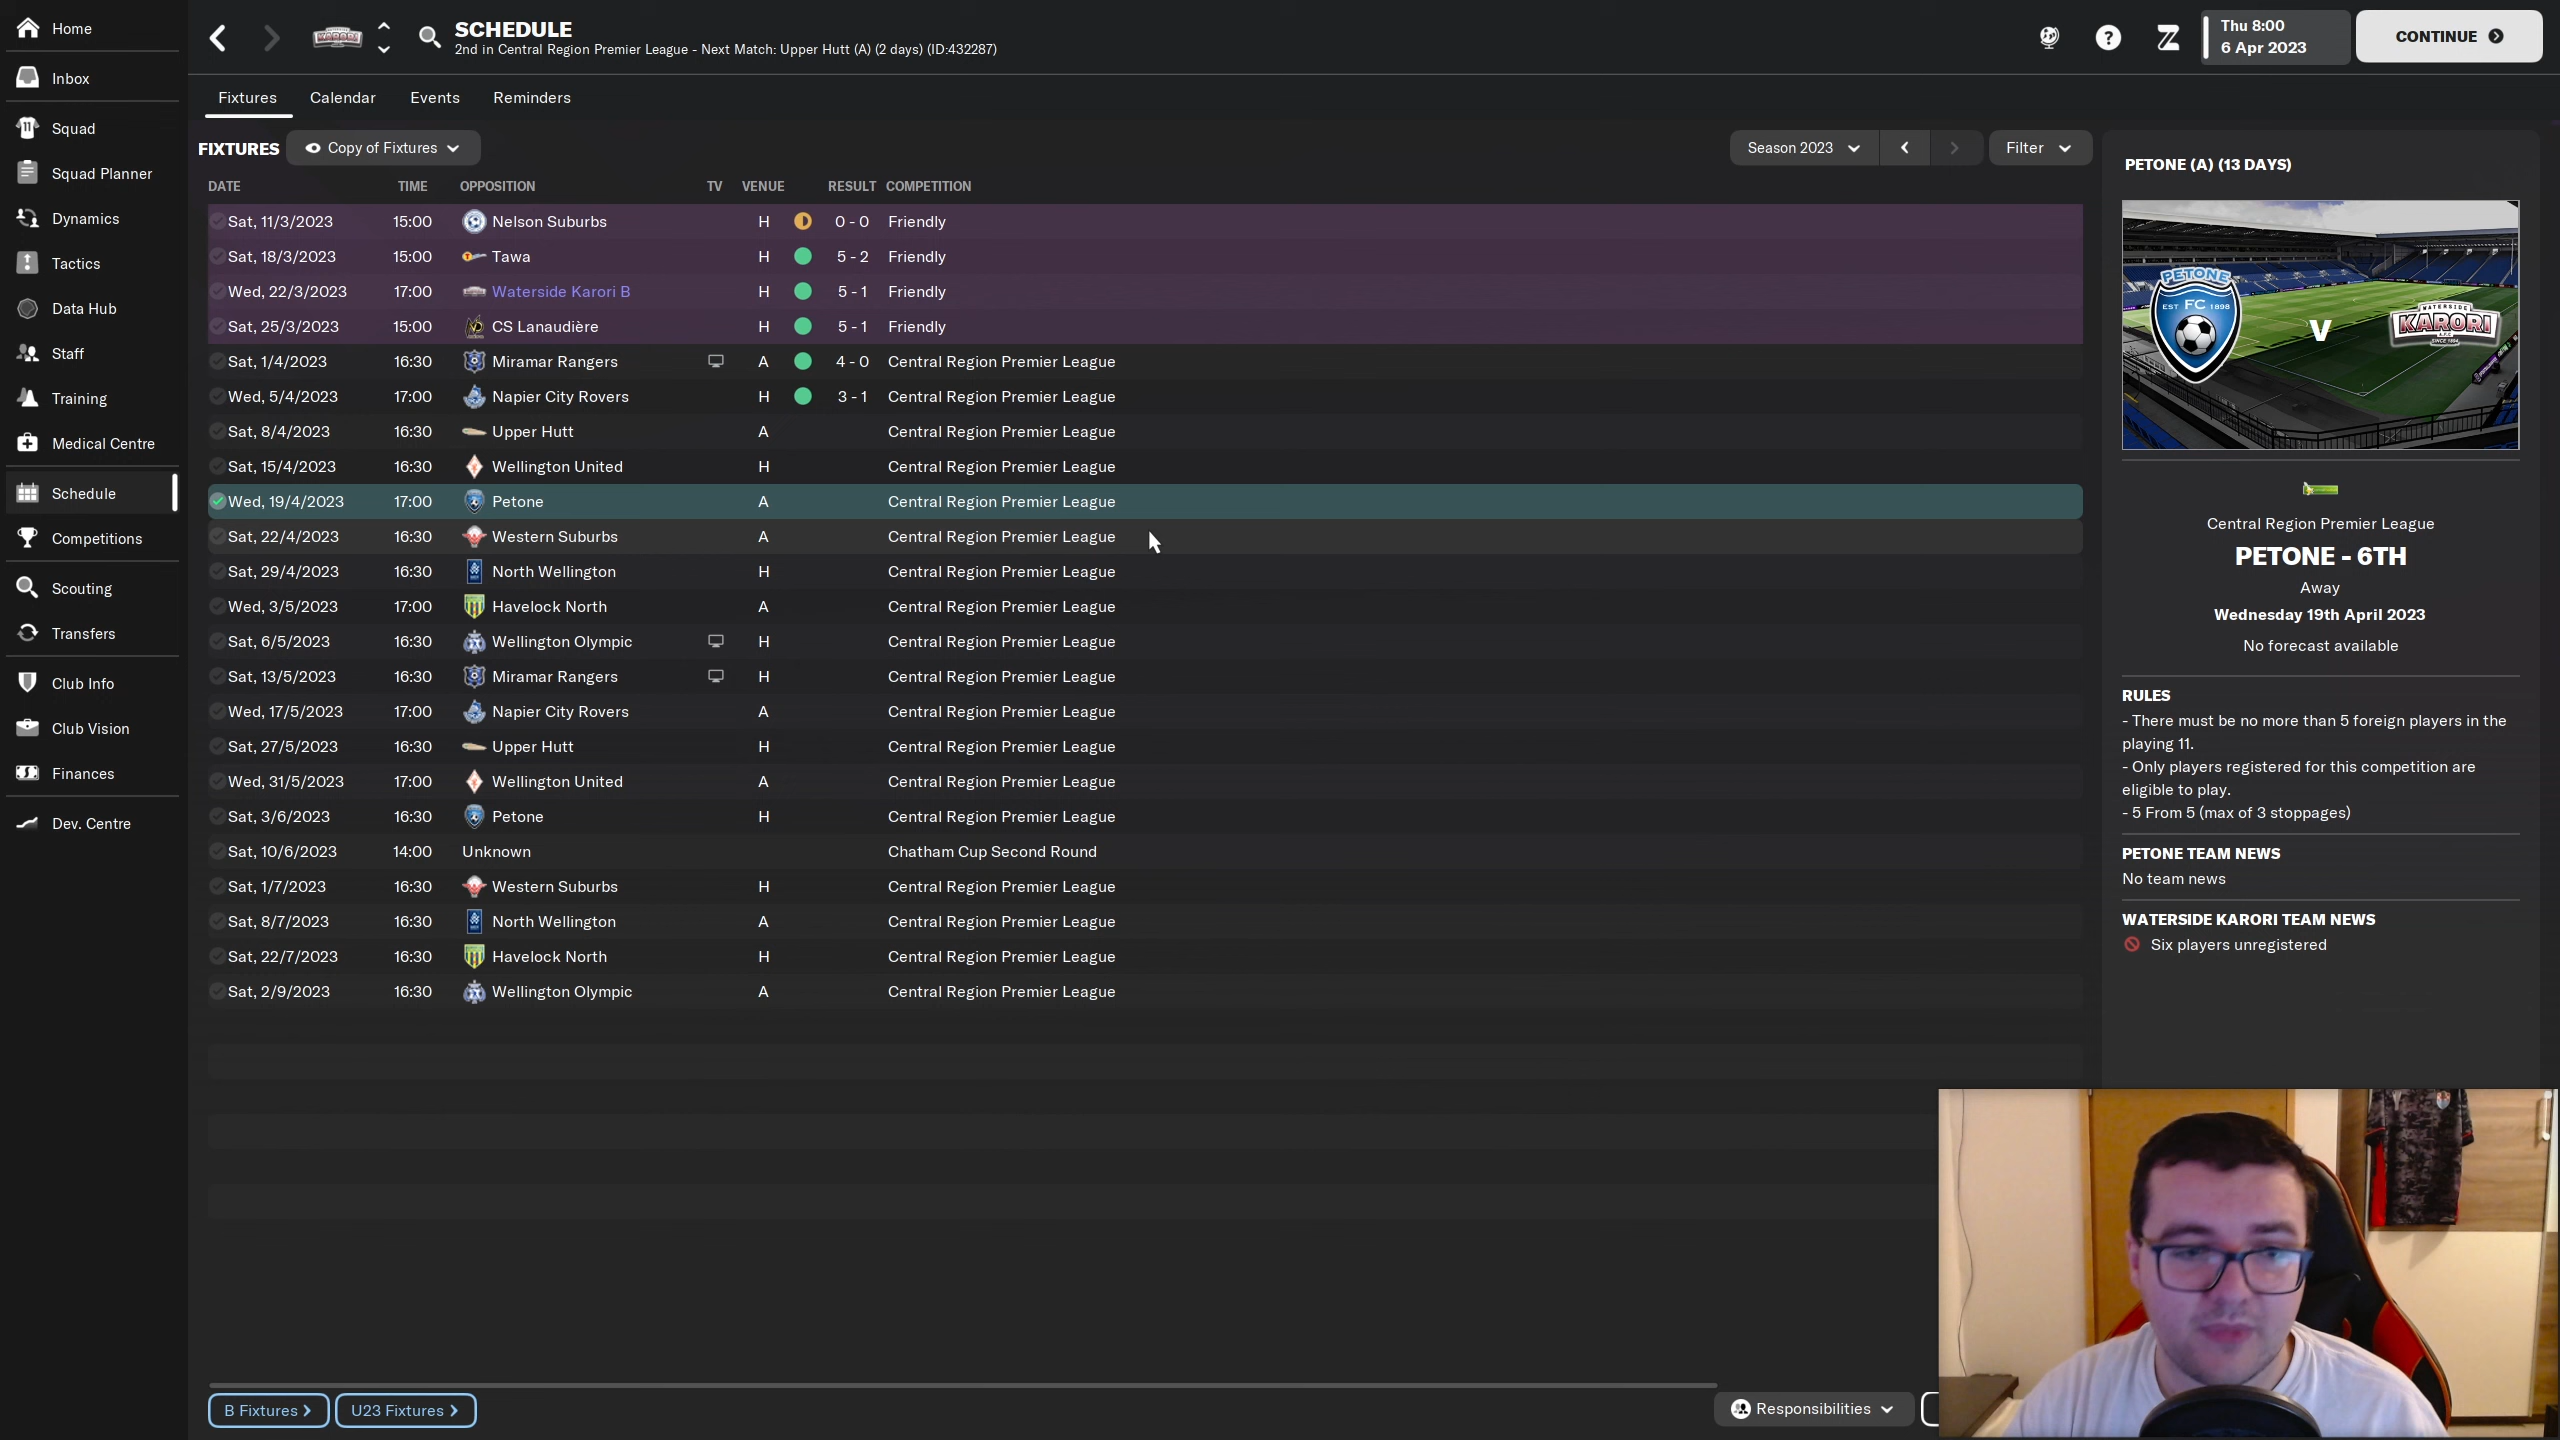 Home
Inbox
Squad
Squad Planner
Dynamics
Tactics
Data Hub
Staff
Training
Medical Centre
Schedule
Competitions
Scouting
Transfers
Club Info
Club Vision
Finances
Dev. Centre
KARORI
SCHEDULE
2nd in Central Region Premier League - Next Match: Upper Hutt (A) (2 days) (ID:432287)
Thu 8:00
6 Apr 2023
CONTINUE
Fixtures Calendar Events Reminders
FIXTURES Copy of Fixtures Season 2023 Filter
DATE TIME OPPOSITION TV VENUE RESULT COMPETITION
Sat, 11/3/2023 15:00 Nelson Suburbs H 0 - 0 Friendly
Sat, 18/3/2023 15:00 Tawa H 5 - 2 Friendly
Wed, 22/3/2023 17:00 Waterside Karori B H 5 - 1 Friendly
Sat, 25/3/2023 15:00 CS Lanaudière H 5 - 1 Friendly
Sat, 1/4/2023 16:30 Miramar Rangers A 4 - 0 Central Region Premier League
Wed, 5/4/2023 17:00 Napier City Rovers H 3 - 1 Central Region Premier League
Sat, 8/4/2023 16:30 Upper Hutt A Central Region Premier League
Sat, 15/4/2023 16:30 Wellington United H Central Region Premier League
Wed, 19/4/2023 17:00 Petone A Central Region Premier League
Sat, 22/4/2023 16:30 Western Suburbs A Central Region Premier League
Sat, 29/4/2023 16:30 North Wellington H Central Region Premier League
Wed, 3/5/2023 17:00 Havelock North A Central Region Premier League
Sat, 6/5/2023 16:30 Wellington Olympic H Central Region Premier League
Sat, 13/5/2023 16:30 Miramar Rangers H Central Region Premier League
Wed, 17/5/2023 17:00 Napier City Rovers A Central Region Premier League
Sat, 27/5/2023 16:30 Upper Hutt H Central Region Premier League
Wed, 31/5/2023 17:00 Wellington United A Central Region Premier League
Sat, 3/6/2023 16:30 Petone H Central Region Premier League
Sat, 10/6/2023 14:00 Unknown Chatham Cup Second Round
Sat, 1/7/2023 16:30 Western Suburbs H Central Region Premier League
Sat, 8/7/2023 16:30 North Wellington A Central Region Premier League
Sat, 22/7/2023 16:30 Havelock North H Central Region Premier League
Sat, 2/9/2023 16:30 Wellington Olympic A Central Region Premier League
B Fixtures U23 Fixtures Responsibilities
PETONE (A) (13 DAYS)
PETONE
EST FC 1898
V
WATERSIDE
KARORI
Central Region Premier League
PETONE - 6TH
Away
Wednesday 19th April 2023
No forecast available
RULES
- There must be no more than 5 foreign players in the
playing 11.
- Only players registered for this competition are
eligible to play.
- 5 From 5 (max of 3 stoppages)
PETONE TEAM NEWS
No team news
WATERSIDE KARORI TEAM NEWS
Six players unregistered